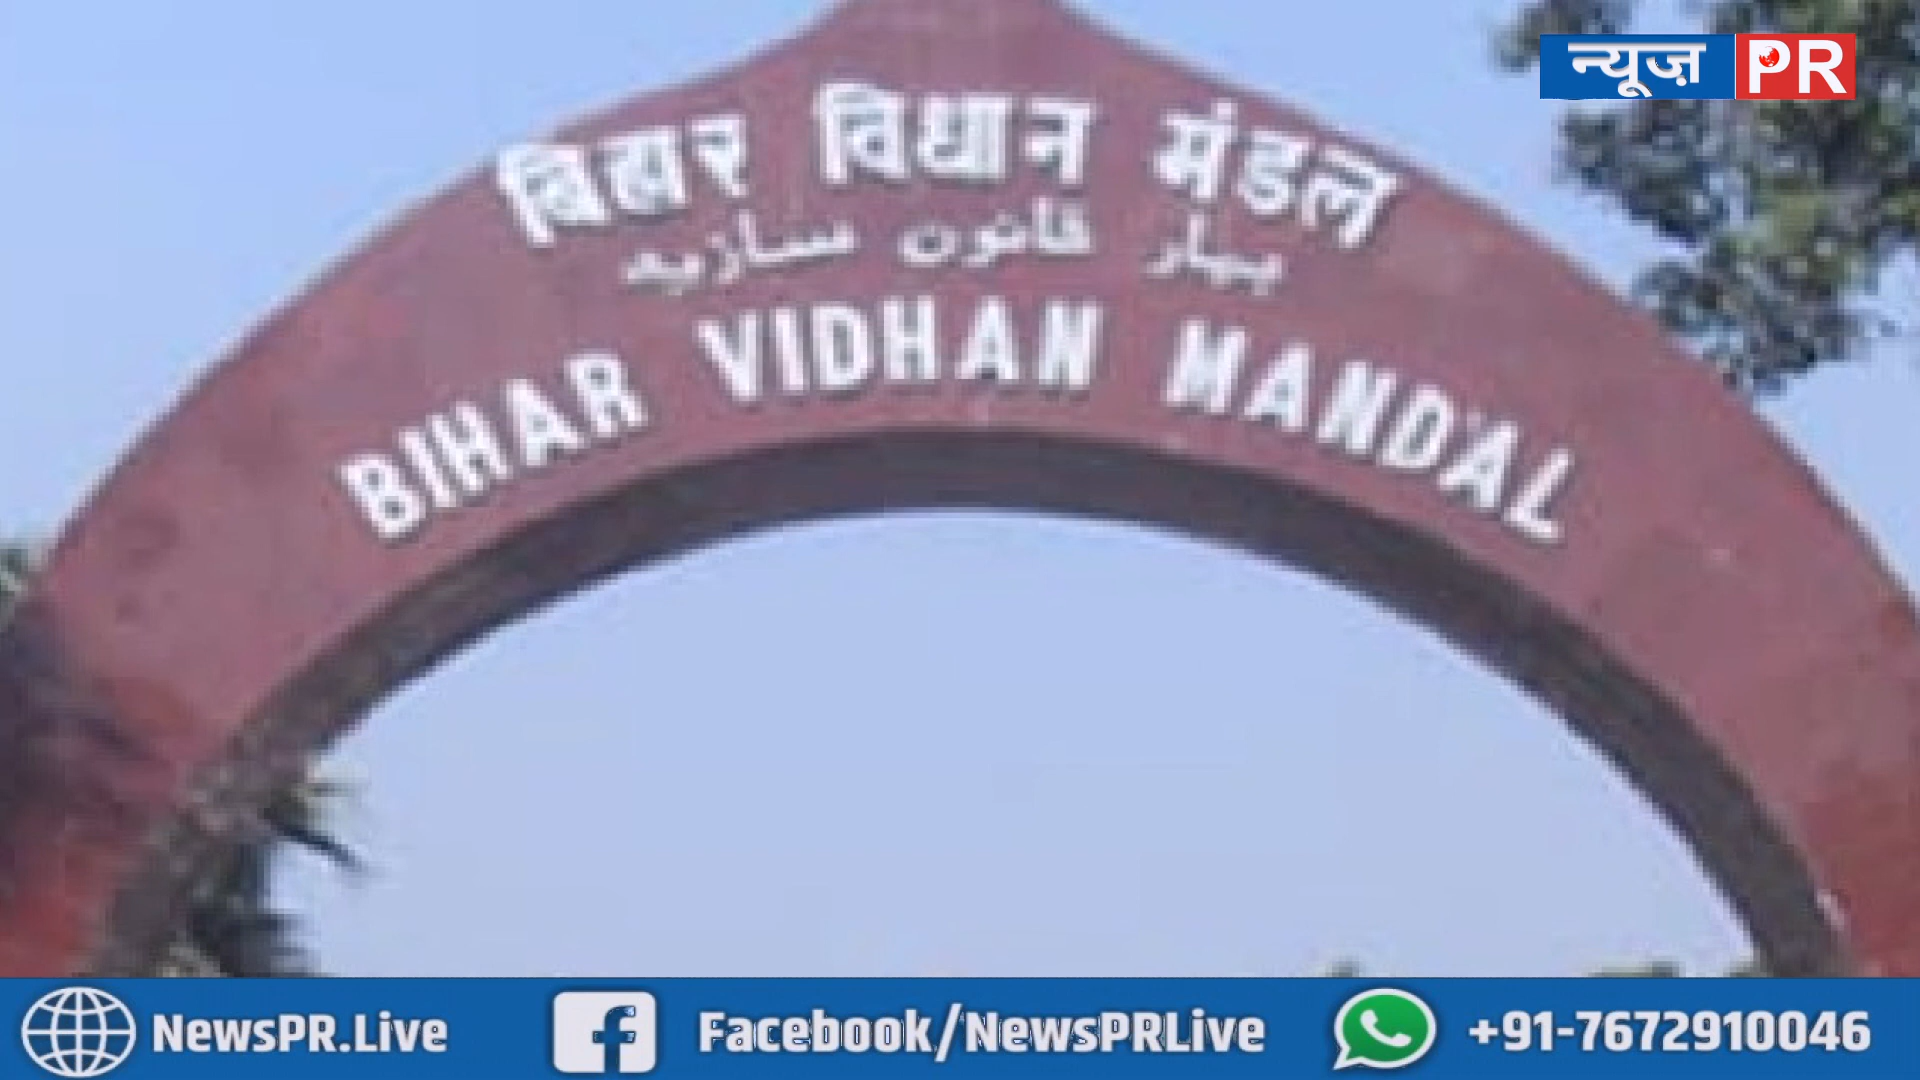 न्यूज़ PR
बिहार विधान मंडल
بہار قانون سازیہ
BIHAR VIDHAN MANDAL
NewsPR.Live
Facebook/NewsPRLive
+91-7672910046